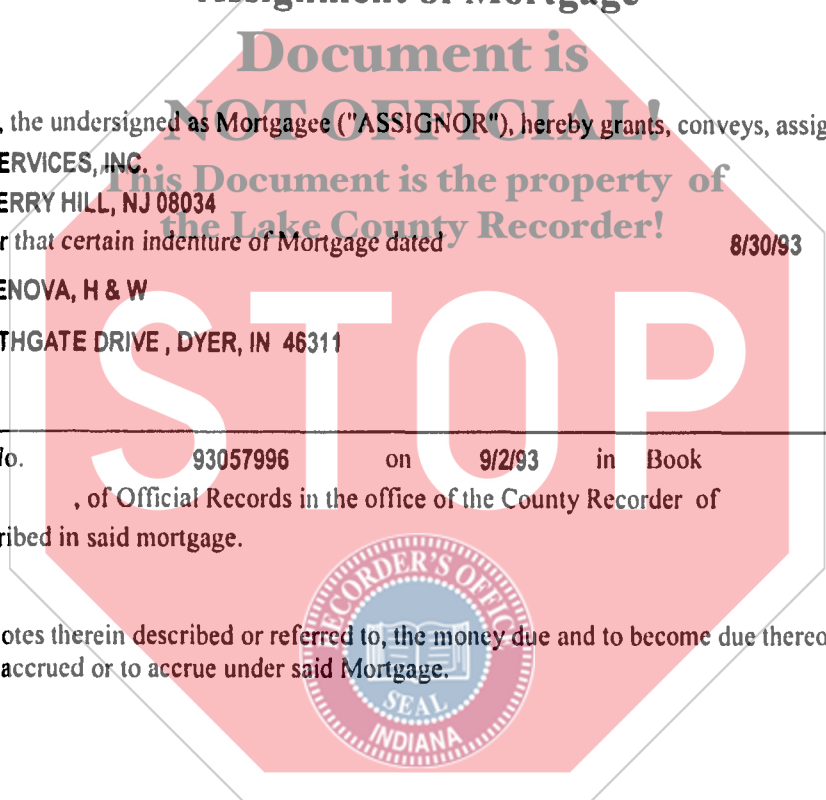 Assignment of Mortgage
Document is
NOT OFFICIAL!
, the undersigned as Mortgagee ("ASSIGNOR"), hereby grants, conveys, assig
ERVICES, INC.
This Document is the property of
ERRY HILL, NJ 08034
the Lake County Recorder!
r that certain indenture of Mortgage dated 8/30/93
ENOVA, H & W
THGATE DRIVE , DYER, IN 46311
STOP
lo. 93057996 on 9/2/93 in Book
, of Official Records in the office of the County Recorder of
ribed in said mortgage.
RECORDER'S OFFIC
otes therein described or referred to, the money due and to become due thereo
accrued or to accrue under said Mortgage.
SEAL
INDIANA